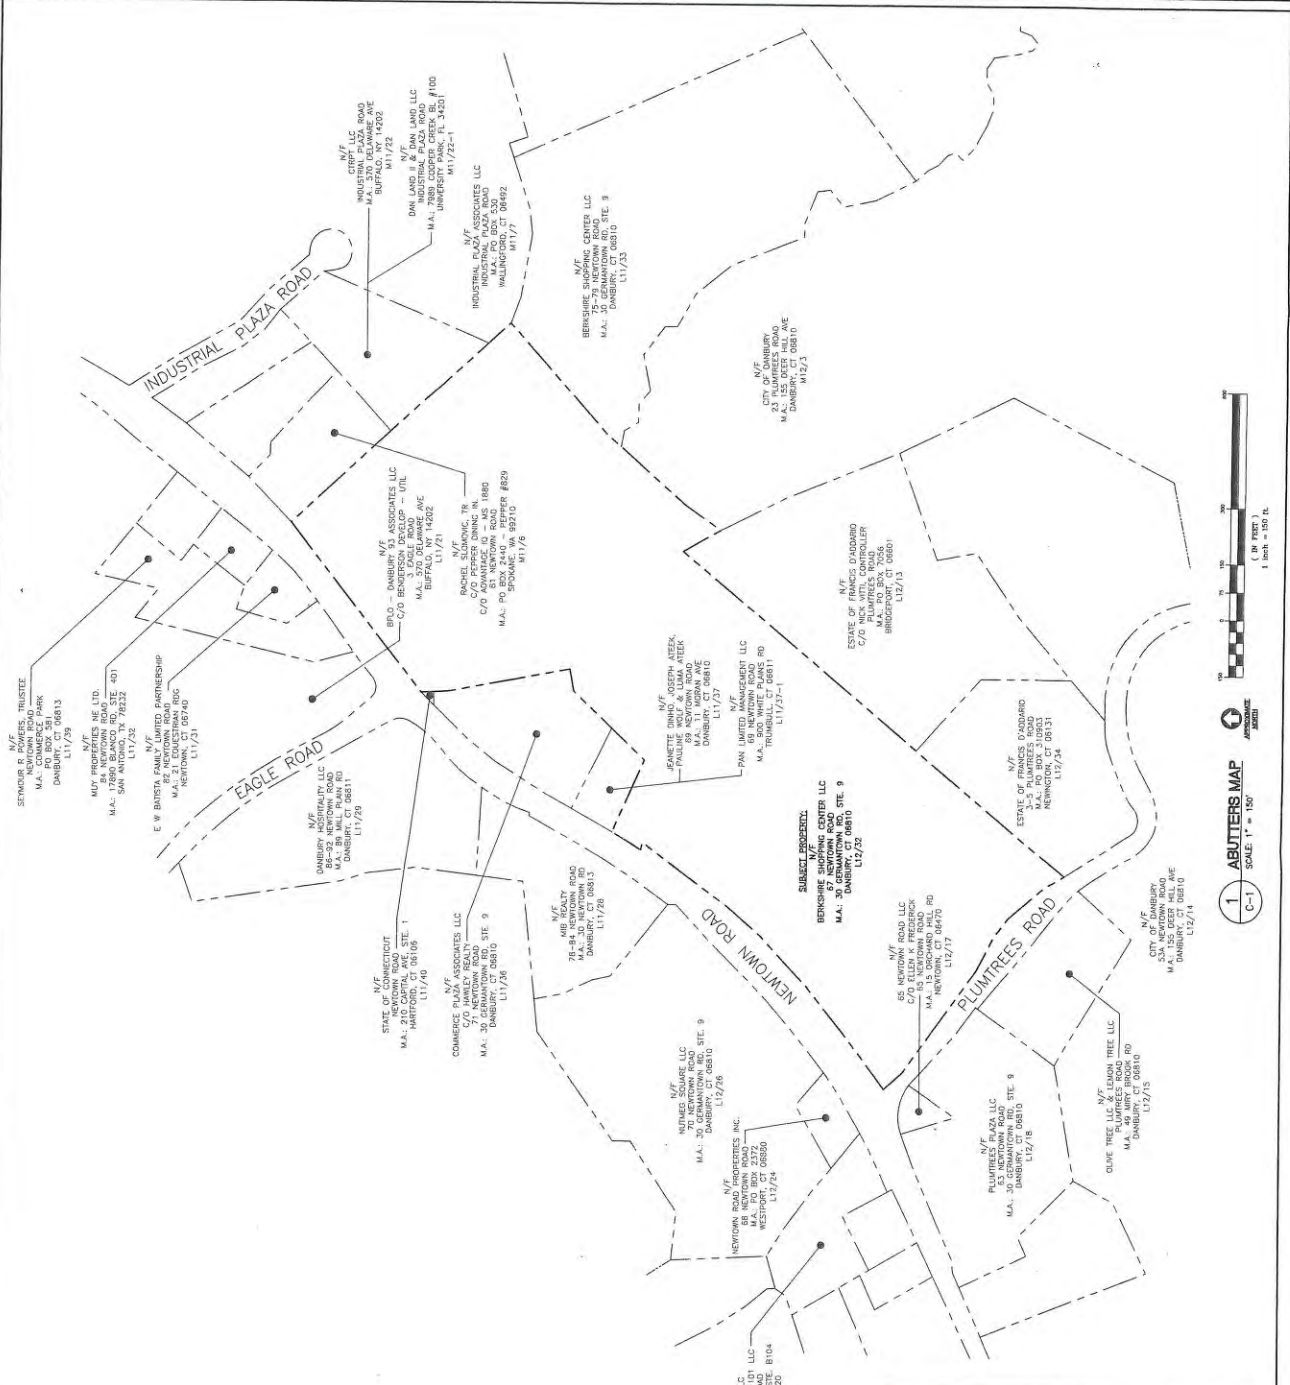 N/F
SEYMOUR R POWERS, TRUSTEE
NEWTOWN ROAD
M.A.: COMMERCE PARK
PO BOX 381
DANBURY, CT 06813
L11/39
N/F
MUY PROPERTIES NE LTD.
84 NEWTOWN ROAD
M.A.: 17890 BLANCO RD, STE. 401
SAN ANTONIO, TX 78232
L11/32
N/F
E W BATISTA FAMILY LIMITED PARTNERSHIP
82 NEWTOWN ROAD
M.A.: 21 EQUESTRIAN RDG
NEWTOWN, CT 06740
L11/31
EAGLE ROAD
INDUSTRIAL PLAZA ROAD
N/F
CTRPT LLC
INDUSTRIAL PLAZA ROAD
M.A.: 570 DELAWARE AVE
BUFFALO, NY 14202
M11/22
N/F
DAN LAND II & DAN LAND LLC
INDUSTRIAL PLAZA ROAD
M.A.: 7989 COOPER CREEK BL #100
UNIVERSITY PARK, FL 34201
M11/22-1
N/F
INDUSTRIAL PLAZA ASSOCIATES LLC
INDUSTRIAL PLAZA ROAD
M.A.: PO BOX 530
WALLINGFORD, CT 06492
M11/7
N/F
BERKSHIRE SHOPPING CENTER LLC
75-79 NEWTOWN ROAD
M.A.: 30 GERMANTOWN RD, STE. 9
DANBURY, CT 06810
L11/33
N/F
CITY OF DANBURY
23 PLUMTREES ROAD
M.A.: 155 DEER HILL AVE
DANBURY, CT 06810
M12/3
N/F
BFLO - DANBURY 93 ASSOCIATES LLC
C/O BENDERSON DEVELOP - UTIL
3 EAGLE ROAD
M.A.: 570 DELAWARE AVE
BUFFALO, NY 14202
L11/21
N/F
RACHEL SLOMOVIC, TR
C/O PEPPER DINING IN.
C/O ADVANTAGE IQ - MS 1880
81 NEWTOWN ROAD
M.A.: PO BOX 2440 - PEPPER #829
SPOKANE, WA 99210
M11/6
N/F
DANBURY HOSPITALITY LLC
86-92 NEWTOWN ROAD
M.A.: 89 MILL PLAIN RD
DANBURY, CT 06811
L11/29
N/F
STATE OF CONNECTICUT
NEWTOWN ROAD
M.A.: 210 CAPITAL AVE, STE. 1
HARTFORD, CT 06106
L11/40
N/F
COMMERCE PLAZA ASSOCIATES LLC
C/O HAWLEY REALTY
71 NEWTOWN ROAD
M.A.: 30 GERMANTOWN RD, STE. 9
DANBURY, CT 06810
L11/36
N/F
MIB REALTY
78-84 NEWTOWN ROAD
M.A.: 30 NEWTOWN RD
DANBURY, CT 06813
L11/28
N/F
JEANETTE DINHO, JOSEPH ATEEK,
PAULINE WOLF & LUMA ATEEK
69 NEWTOWN ROAD
M.A.: 11 MORAN AVE
DANBURY, CT 06810
L11/37
N/F
PAN LIMITED MANAGEMENT LLC
69 NEWTOWN ROAD
M.A.: 900 WHITE PLAINS RD
TRUMBULL, CT 06611
L11/37-1
N/F
ESTATE OF FRANCIS D'ADDARIO
C/O NICK VITTI, CONTROLLER
PLUMTREES ROAD
M.A.: PO BOX 7056
BRIDGEPORT, CT 06601
L12/13
N/F
ESTATE OF FRANCIS D'ADDARIO
3-5 PLUMTREES ROAD
M.A.: PO BOX 310903
NEWINGTON, CT 06131
L12/34
SUBJECT PROPERTY:
N/F
BERKSHIRE SHOPPING CENTER LLC
67 NEWTOWN ROAD
M.A.: 30 GERMANTOWN RD, STE. 9
DANBURY, CT 06810
L12/32
NEWTOWN ROAD
PLUMTREES ROAD
N/F
65 NEWTOWN ROAD LLC
C/O ELLEN K FREDERICK
65 NEWTOWN ROAD
M.A.: 15 ORCHARD HILL RD
NEWTOWN, CT 06470
L12/17
N/F
NUTMEG SQUARE LLC
70 NEWTOWN ROAD
M.A.: 30 GERMANTOWN RD, STE. 9
DANBURY, CT 06810
L12/26
N/F
NEWTOWN ROAD PROPERTIES INC.
68 NEWTOWN ROAD
M.A.: PO BOX 2372
WESTPORT, CT 06880
L12/24
N/F
PLUMTREES PLAZA LLC
63 NEWTOWN ROAD
M.A.: 30 GERMANTOWN RD, STE. 9
DANBURY, CT 06810
L12/18
N/F
OLIVE TREE LLC & LEMON TREE LLC
PLUMTREES ROAD
M.A.: 49 MIRY BROOK RD
DANBURY, CT 06810
L12/15
N/F
CITY OF DANBURY
53A NEWTOWN ROAD
M.A.: 155 DEER HILL AVE
DANBURY, CT 06810
L12/14
101 LLC
STE. B104
1
C-1
ABUTTERS MAP
SCALE: 1" = 150'
APPROXIMATE
NORTH
150 0 75 150 300 600
( IN FEET )
1 inch = 150 ft.